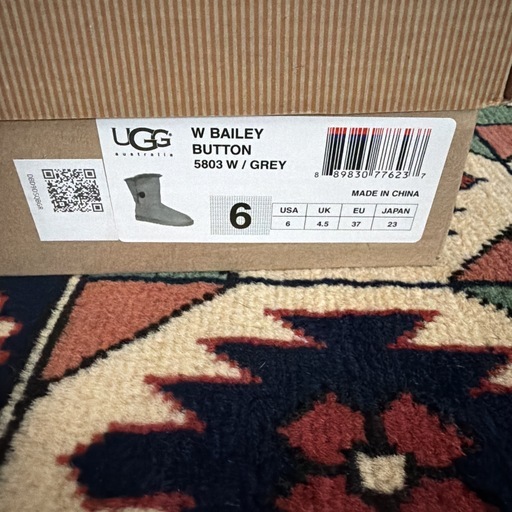 UGG
australia
W BAILEY
BUTTON
5803 W / GREY
8 89830 77623 7
MADE IN CHINA
6
USA UK EU JAPAN
6 4.5 37 23